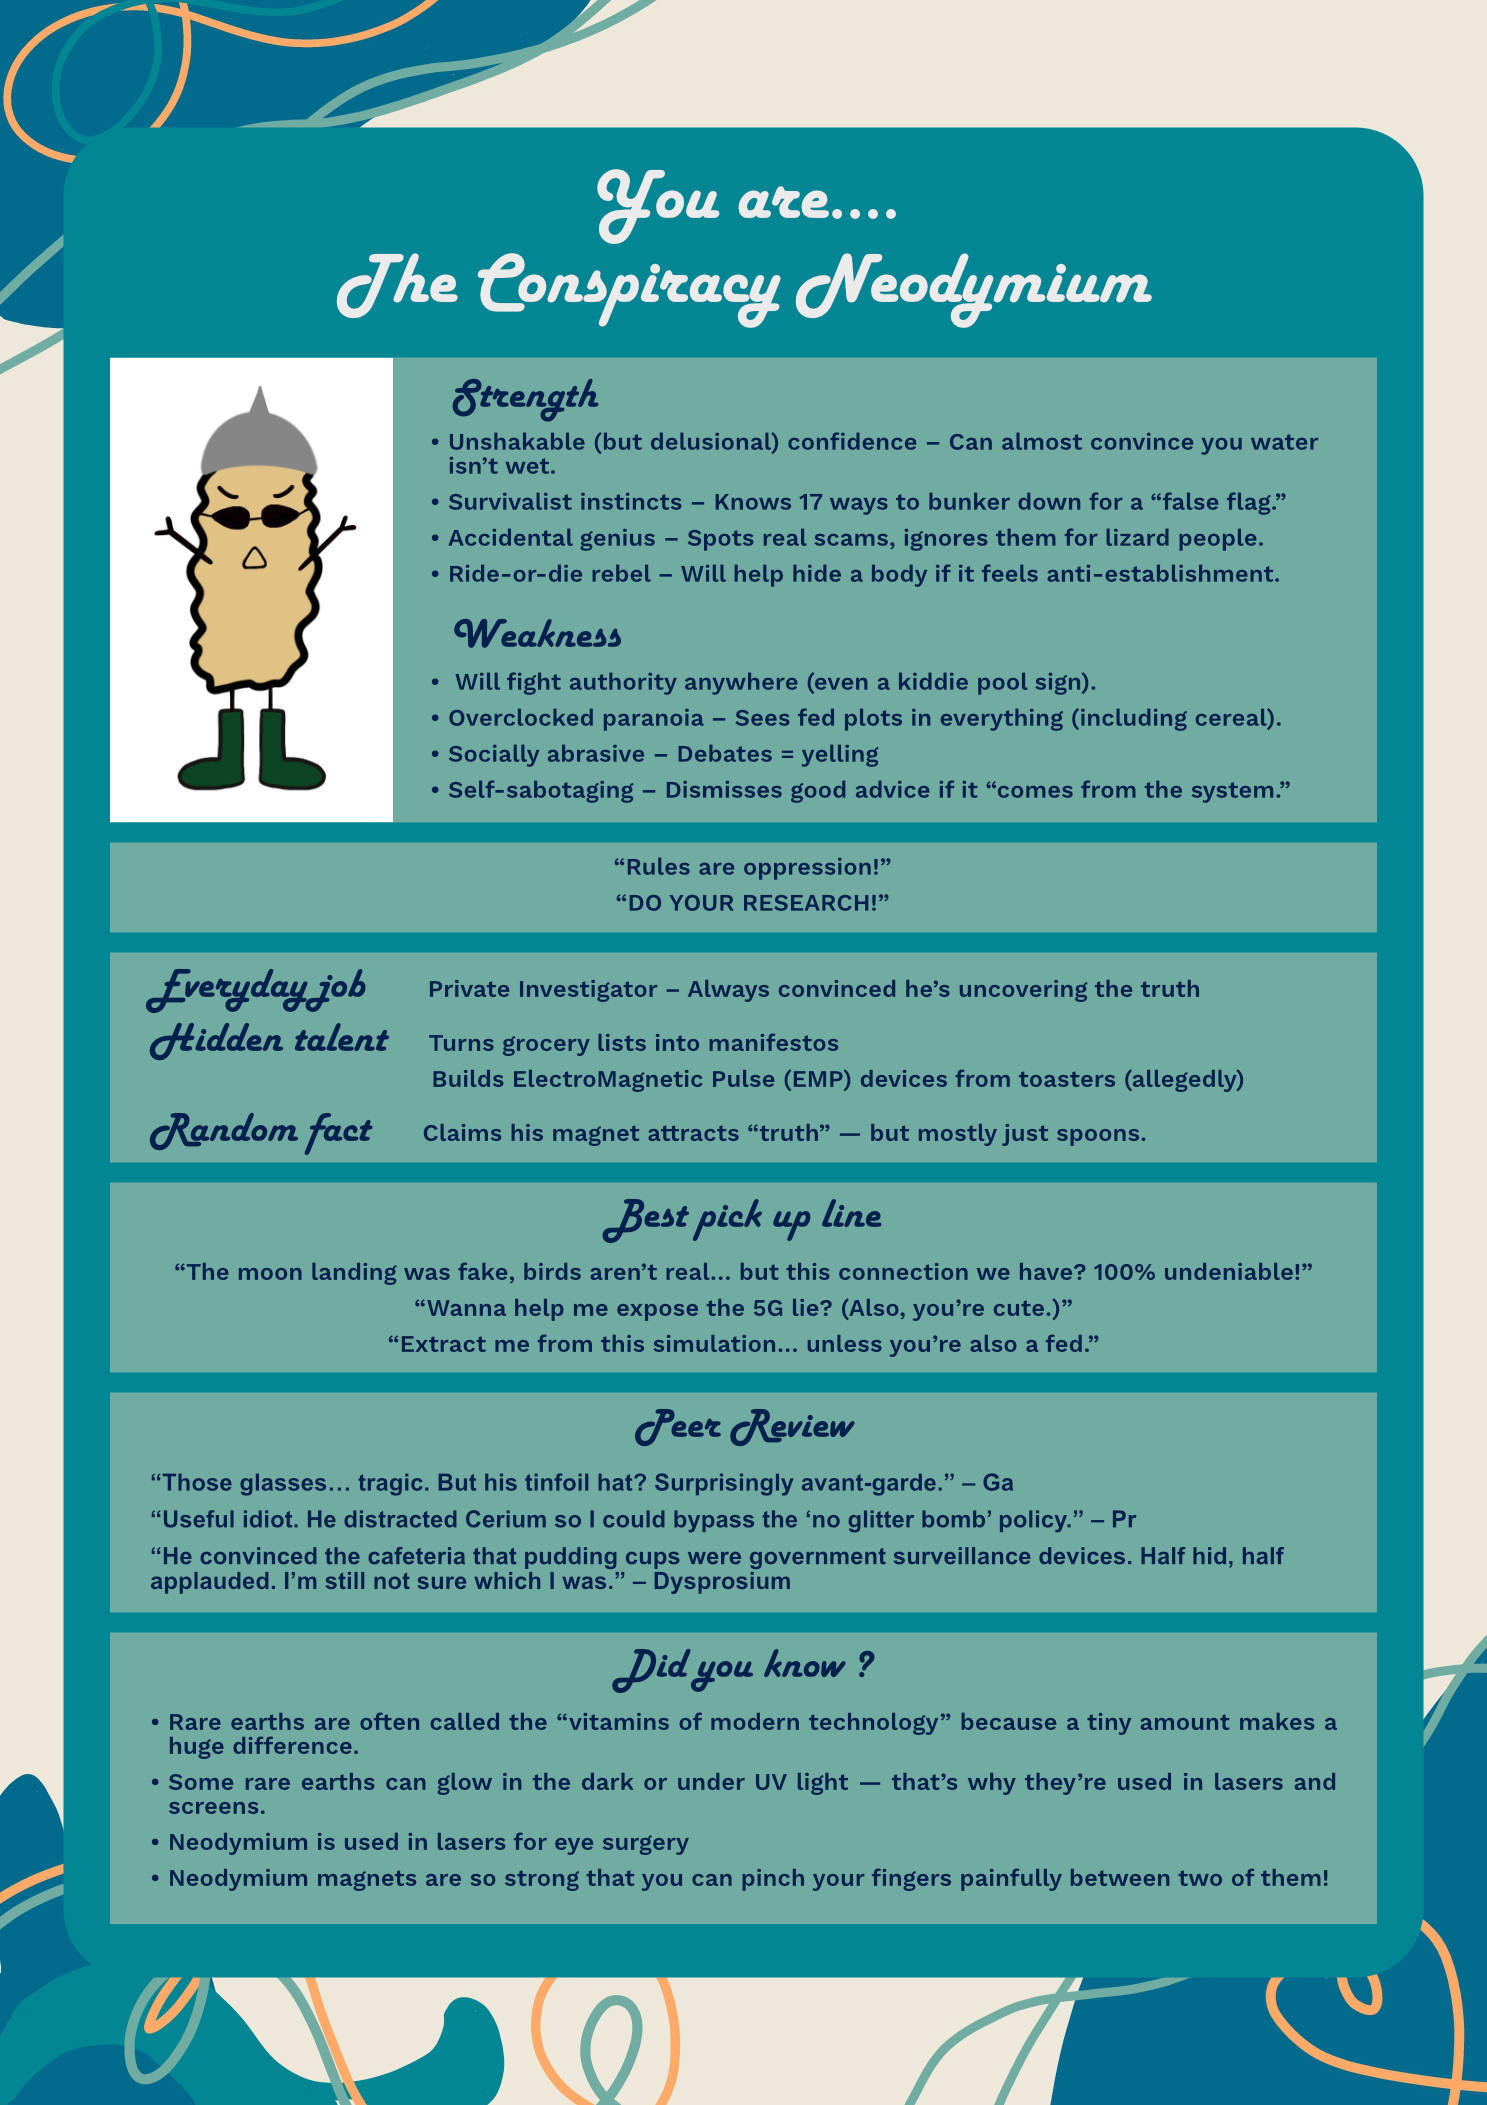 You are....
The Conspiracy Neodymium
Strength
• Unshakable (but delusional) confidence – Can almost convince you water
isn’t wet.
• Survivalist instincts – Knows 17 ways to bunker down for a “false flag.”
• Accidental genius – Spots real scams, ignores them for lizard people.
• Ride-or-die rebel – Will help hide a body if it feels anti-establishment.
Weakness
• Will fight authority anywhere (even a kiddie pool sign).
• Overclocked paranoia – Sees fed plots in everything (including cereal).
• Socially abrasive – Debates = yelling
• Self-sabotaging – Dismisses good advice if it “comes from the system.”
“Rules are oppression!”
“DO YOUR RESEARCH!”
Everyday job Private Investigator – Always convinced he’s uncovering the truth
Hidden talent Turns grocery lists into manifestos
Builds ElectroMagnetic Pulse (EMP) devices from toasters (allegedly)
Random fact Claims his magnet attracts “truth” — but mostly just spoons.
Best pick up line
“The moon landing was fake, birds aren’t real… but this connection we have? 100% undeniable!”
“Wanna help me expose the 5G lie? (Also, you’re cute.)”
“Extract me from this simulation… unless you’re also a fed.”
Peer Review
“Those glasses… tragic. But his tinfoil hat? Surprisingly avant-garde.” – Ga
“Useful idiot. He distracted Cerium so I could bypass the ‘no glitter bomb’ policy.” – Pr
“He convinced the cafeteria that pudding cups were government surveillance devices. Half hid, half
applauded. I’m still not sure which I was.” – Dysprosium
Did you know ?
• Rare earths are often called the “vitamins of modern technology” because a tiny amount makes a
huge difference.
• Some rare earths can glow in the dark or under UV light — that’s why they’re used in lasers and
screens.
• Neodymium is used in lasers for eye surgery
• Neodymium magnets are so strong that you can pinch your fingers painfully between two of them!